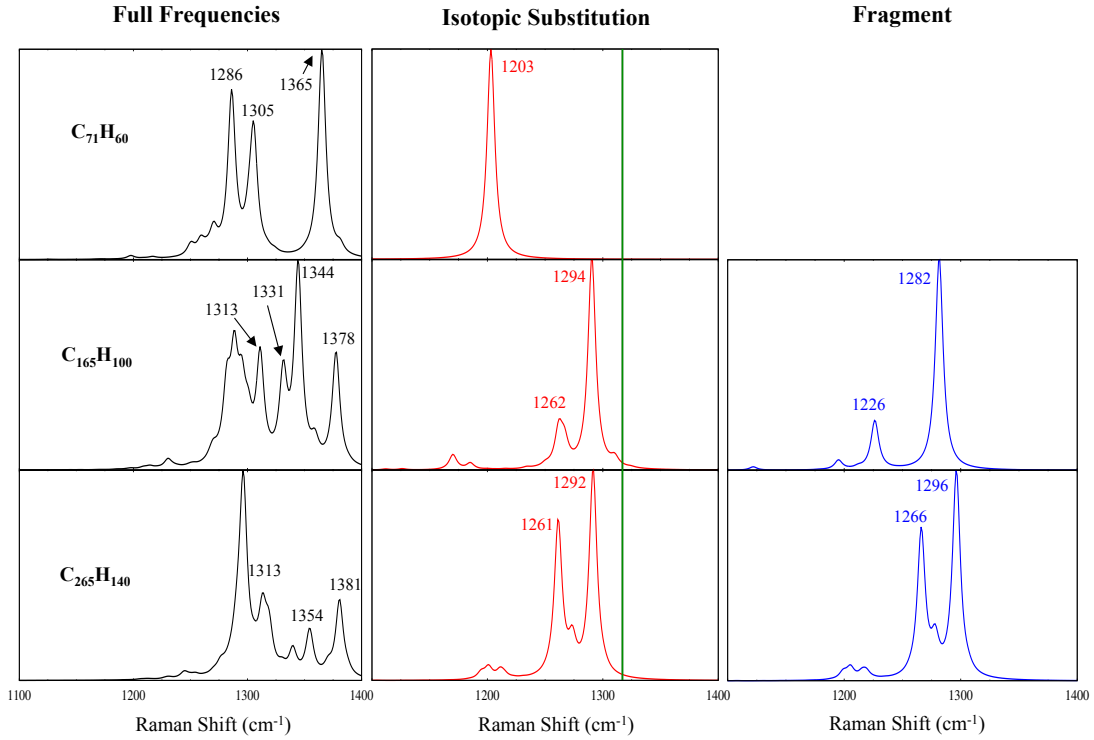 Full Frequencies
Isotopic Substitution
Fragment
C71H60
1286
1305
1365
1203
C165H100
1313
1331
1344
1378
1262
1294
1226
1282
C265H140
1313
1354
1381
1261
1292
1266
1296
1100 1200 1300 1400
1200 1300 1400
1200 1300 1400
Raman Shift (cm-1)
Raman Shift (cm-1)
Raman Shift (cm-1)